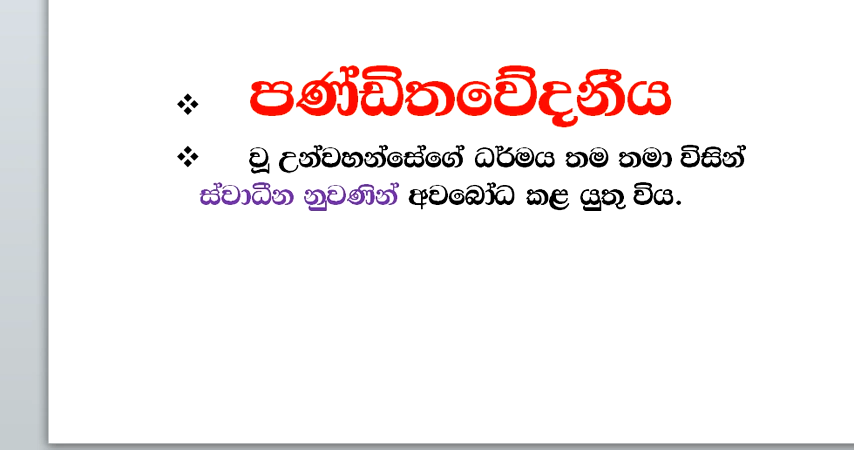 ❖ පණ්ඩිතවේදනීය
❖ වූ උන්වහන්සේගේ ධර්මය තම තමා විසින්
ස්වාධීන නුවණින් අවබෝධ කළ යුතු විය.